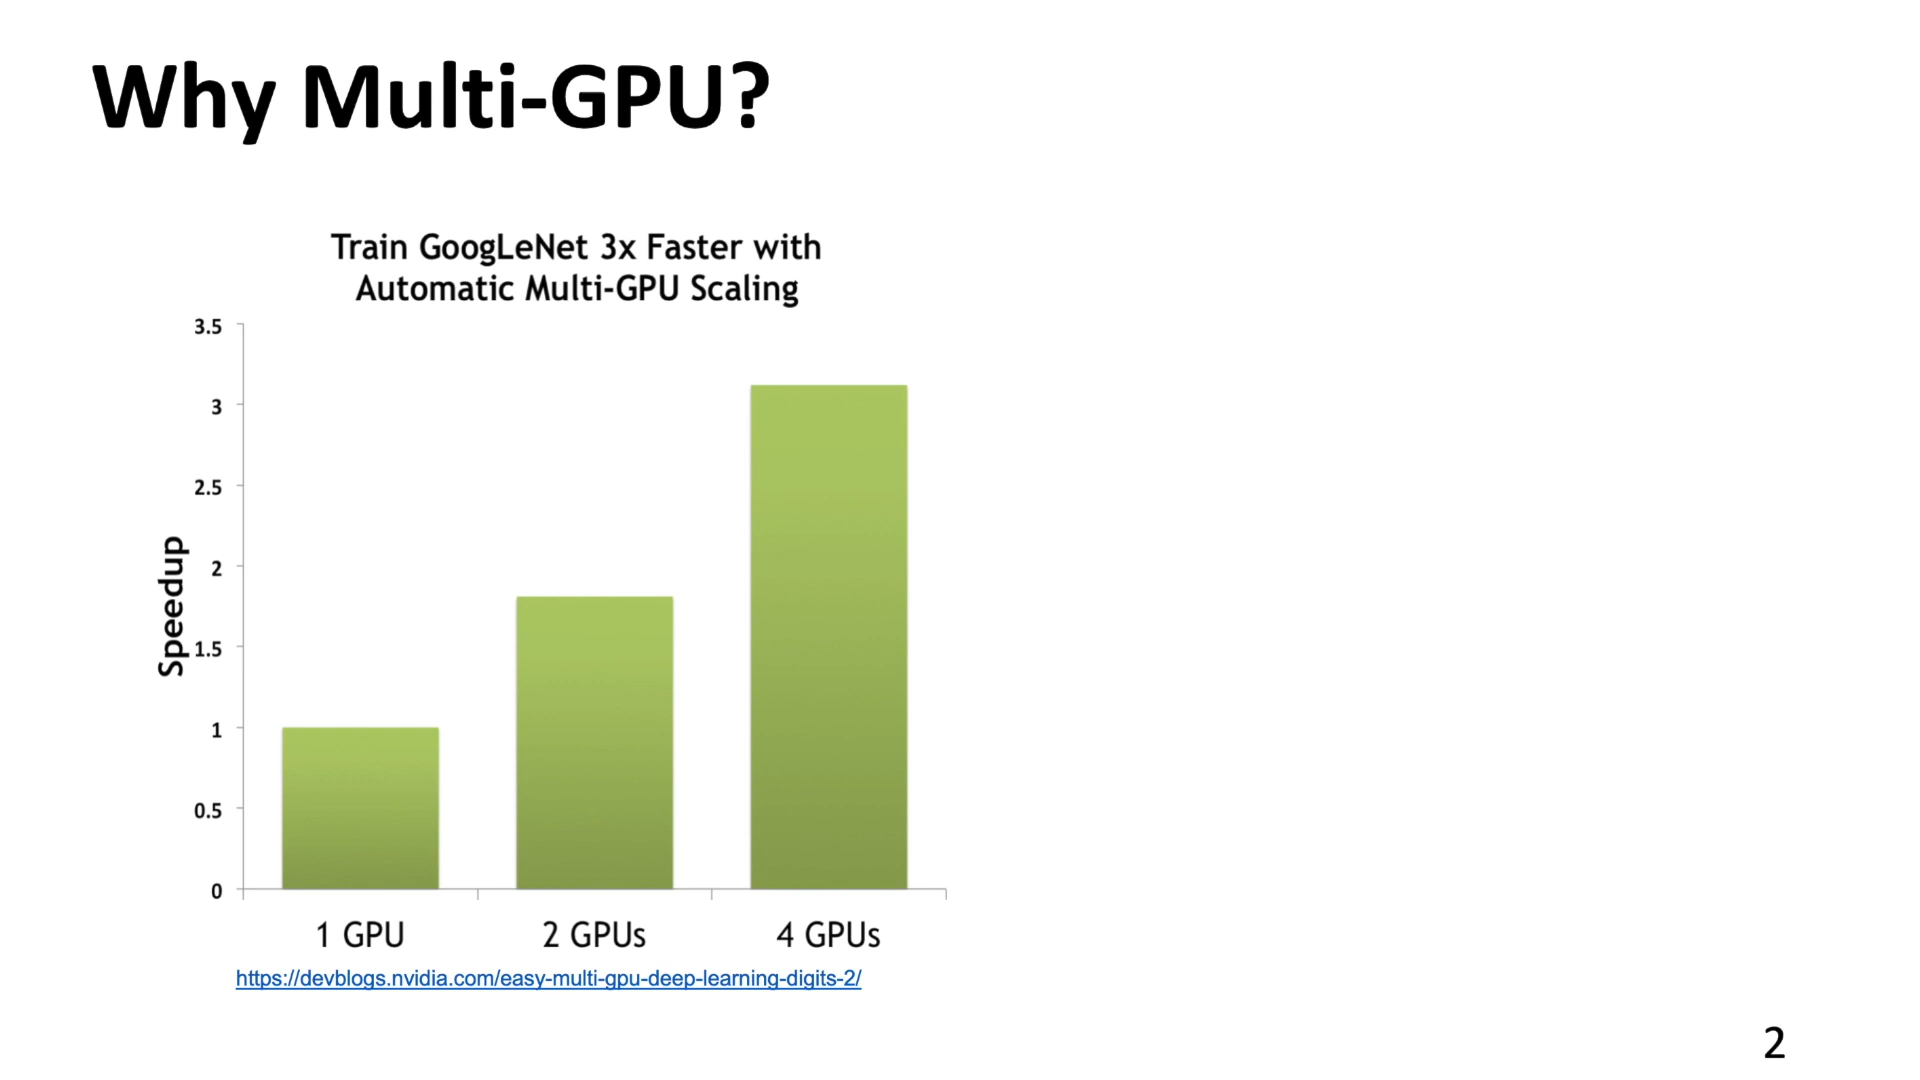 Why Multi-GPU?
Train GoogLeNet 3x Faster with
Automatic Multi-GPU Scaling
3.5
3
2.5
2
1.5
1
0.5
0
Speedup
1 GPU
2 GPUs
4 GPUs
https://devblogs.nvidia.com/easy-multi-gpu-deep-learning-digits-2/
2